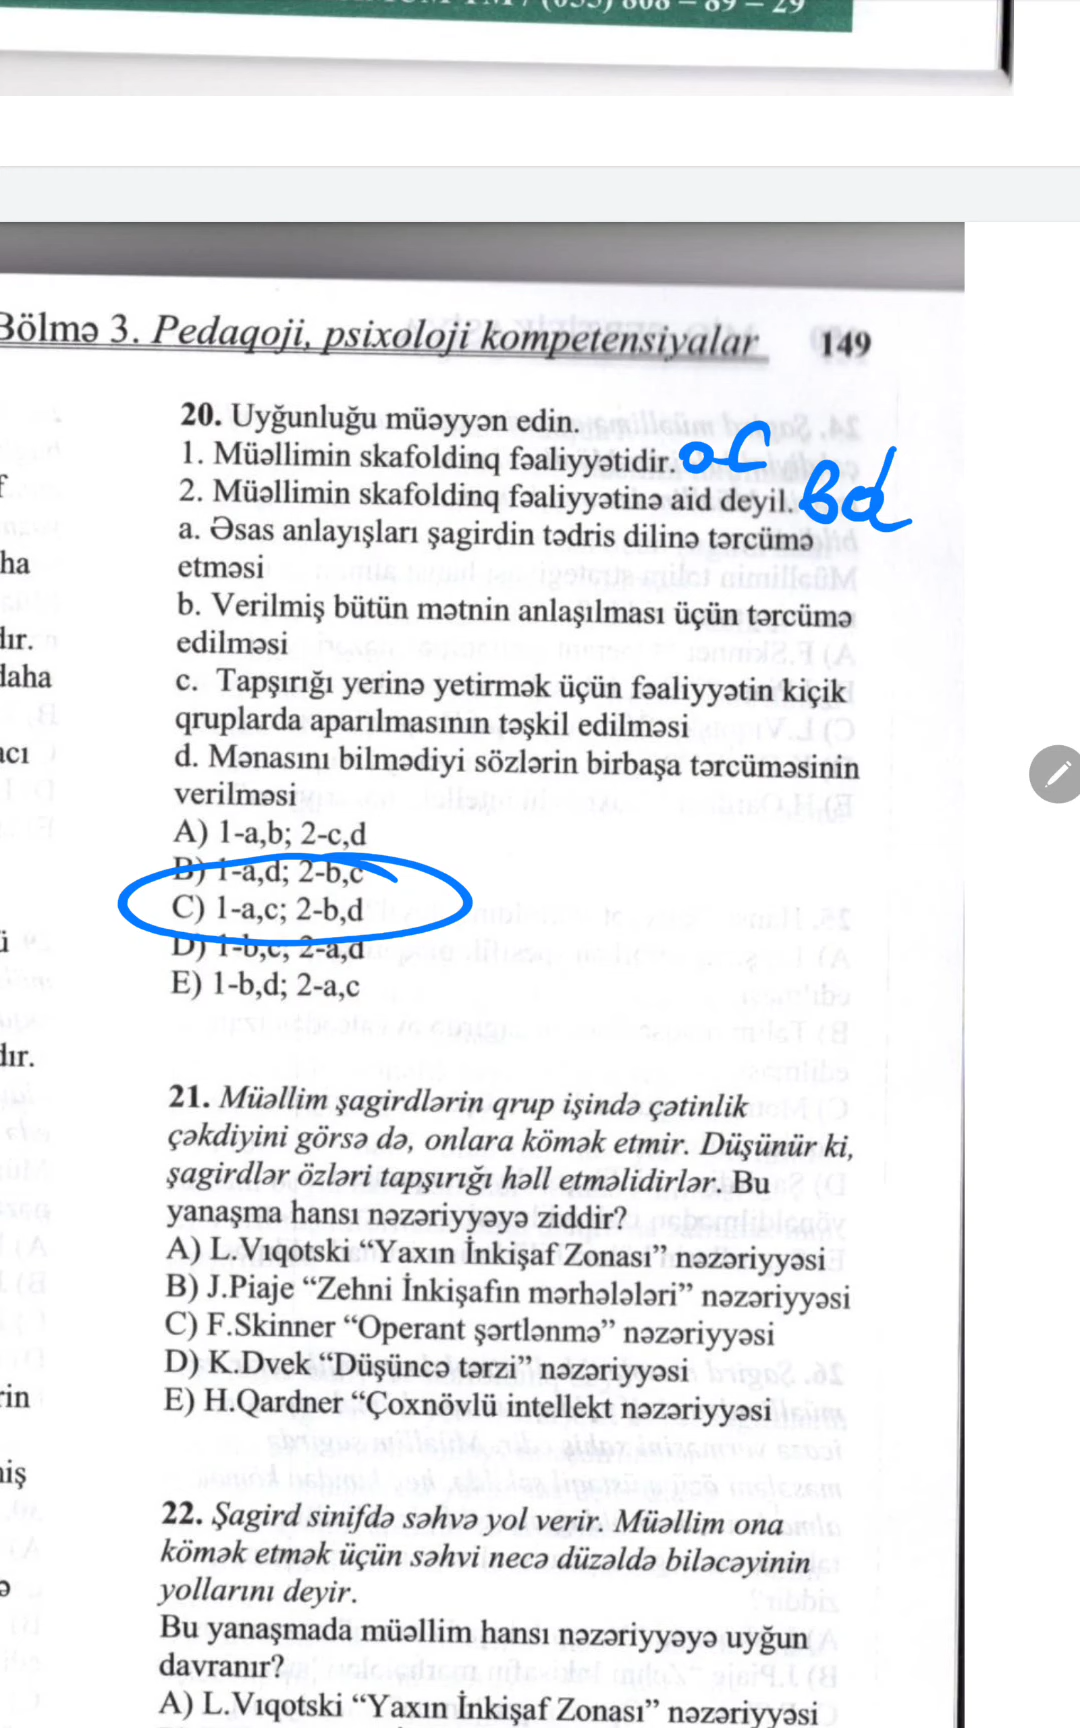 Bölmə 3. Pedaqoji, psixoloji kompetensiyalar 149
20. Uyğunluğu müəyyən edin.
1. Müəllimin skafoldinq fəaliyyətidir. ac
2. Müəllimin skafoldinq fəaliyyətinə aid deyil. Bd
a. Əsas anlayışları şagirdin tədris dilinə tərcümə
etməsi
b. Verilmiş bütün mətnin anlaşılması üçün tərcümə
edilməsi
c. Tapşırığı yerinə yetirmək üçün fəaliyyətin kiçik
qruplarda aparılmasının təşkil edilməsi
d. Mənasını bilmədiyi sözlərin birbaşa tərcüməsinin
verilməsi
A) 1-a,b; 2-c,d
B) 1-a,d; 2-b,c
C) 1-a,c; 2-b,d
D) 1-b,c; 2-a,d
E) 1-b,d; 2-a,c
21. Müəllim şagirdlərin qrup işində çətinlik
çəkdiyini görsə də, onlara kömək etmir. Düşünür ki,
şagirdlər özləri tapşırığı həll etməlidirlər. Bu
yanaşma hansı nəzəriyyəyə ziddir?
A) L.Vıqotski “Yaxın İnkişaf Zonası” nəzəriyyəsi
B) J.Piaje “Zehni İnkişafın mərhələləri” nəzəriyyəsi
C) F.Skinner “Operant şərtlənmə” nəzəriyyəsi
D) K.Dvek “Düşüncə tərzi” nəzəriyyəsi
E) H.Qardner “Çoxnövlü intellekt nəzəriyyəsi
22. Şagird sinifdə səhvə yol verir. Müəllim ona
kömək etmək üçün səhvi necə düzəldə biləcəyinin
yollarını deyir.
Bu yanaşmada müəllim hansı nəzəriyyəyə uyğun
davranır?
A) L.Vıqotski “Yaxın İnkişaf Zonası” nəzəriyyəsi